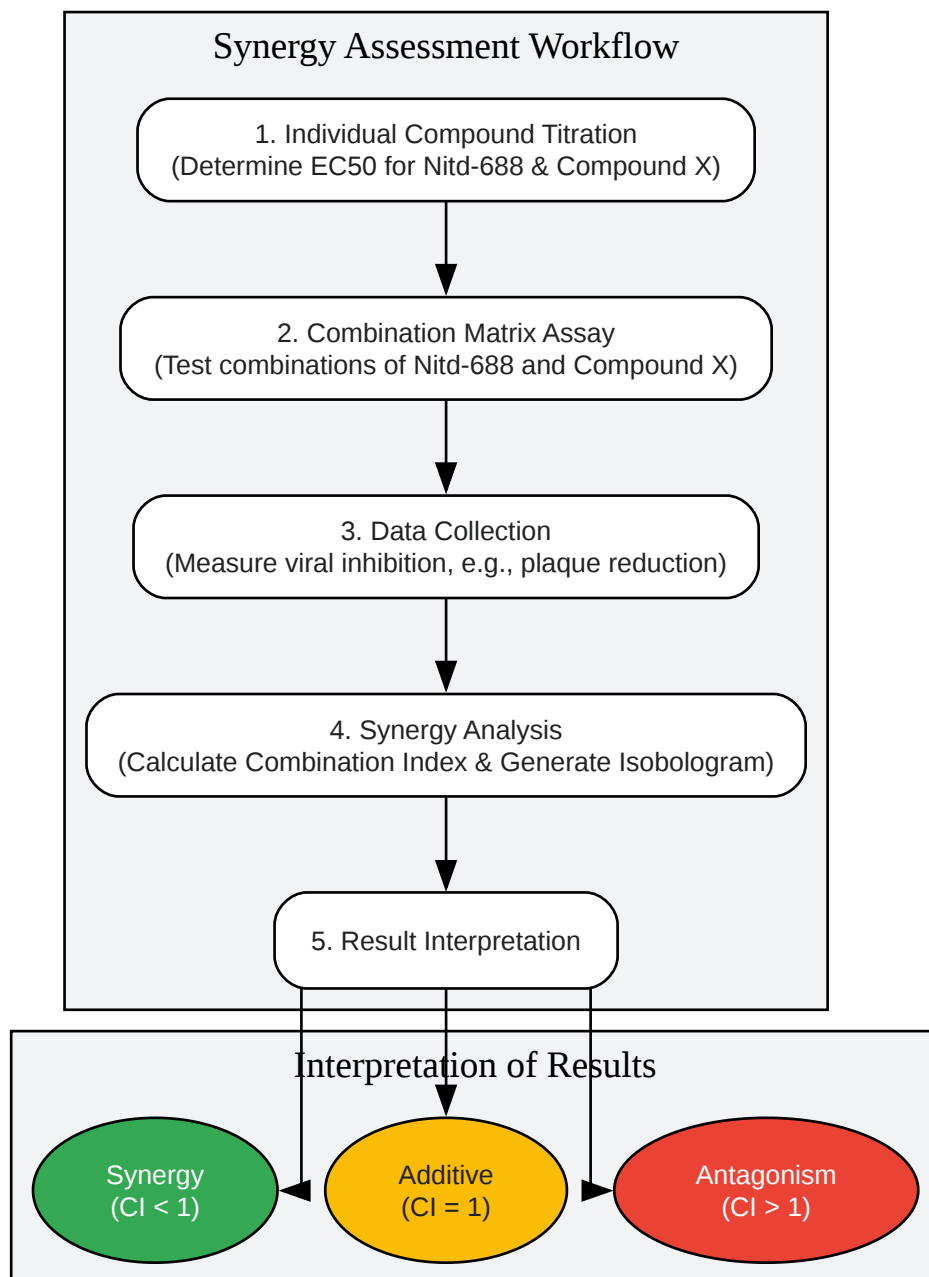 Synergy Assessment Workflow
1. Individual Compound Titration
(Determine EC50 for Nitd-688 & Compound X)
2. Combination Matrix Assay
(Test combinations of Nitd-688 and Compound X)
3. Data Collection
(Measure viral inhibition, e.g., plaque reduction)
4. Synergy Analysis
(Calculate Combination Index & Generate Isobologram)
5. Result Interpretation
Interpretation of Results
Synergy
(CI < 1)
Additive
(CI = 1)
Antagonism
(CI > 1)